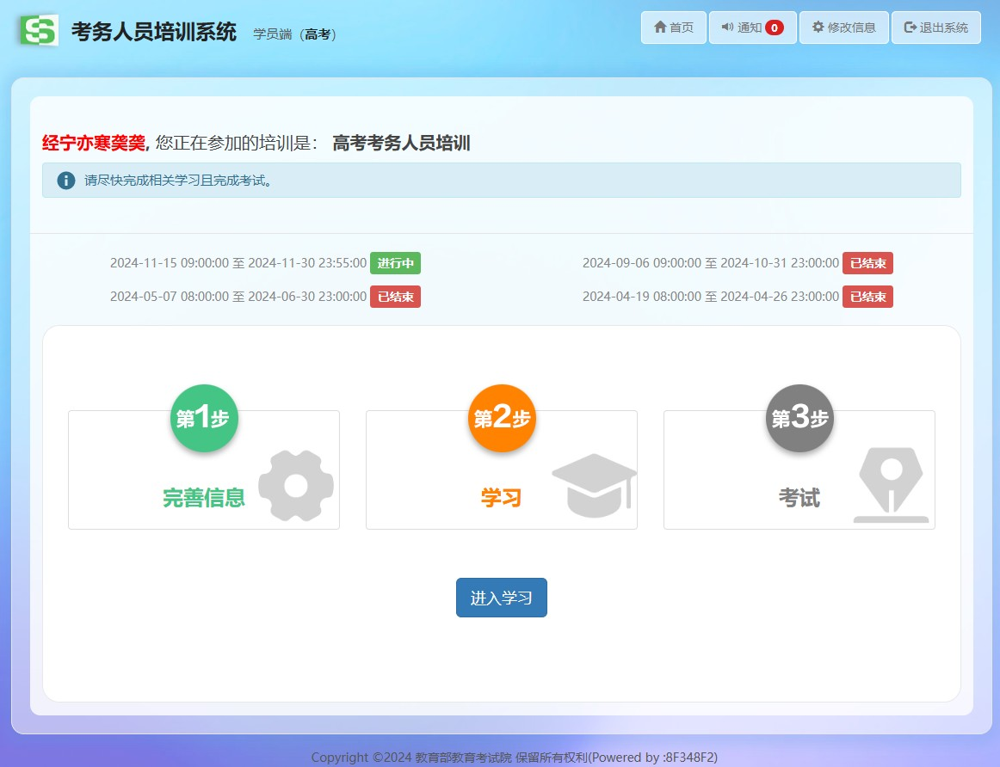 考务人员培训系统 学员端（高考） 首页 通知 0 修改信息 退出系统
经宁亦寒䶮䶮, 您正在参加的培训是： 高考考务人员培训
请尽快完成相关学习且完成考试。
2024-11-15 09:00:00 至 2024-11-30 23:55:00 进行中
2024-09-06 09:00:00 至 2024-10-31 23:00:00 已结束
2024-05-07 08:00:00 至 2024-06-30 23:00:00 已结束
2024-04-19 08:00:00 至 2024-04-26 23:00:00 已结束
第1步
完善信息
第2步
学习
第3步
考试
进入学习
Copyright ©2024 教育部教育考试院 保留所有权利(Powered by :8F348F2)